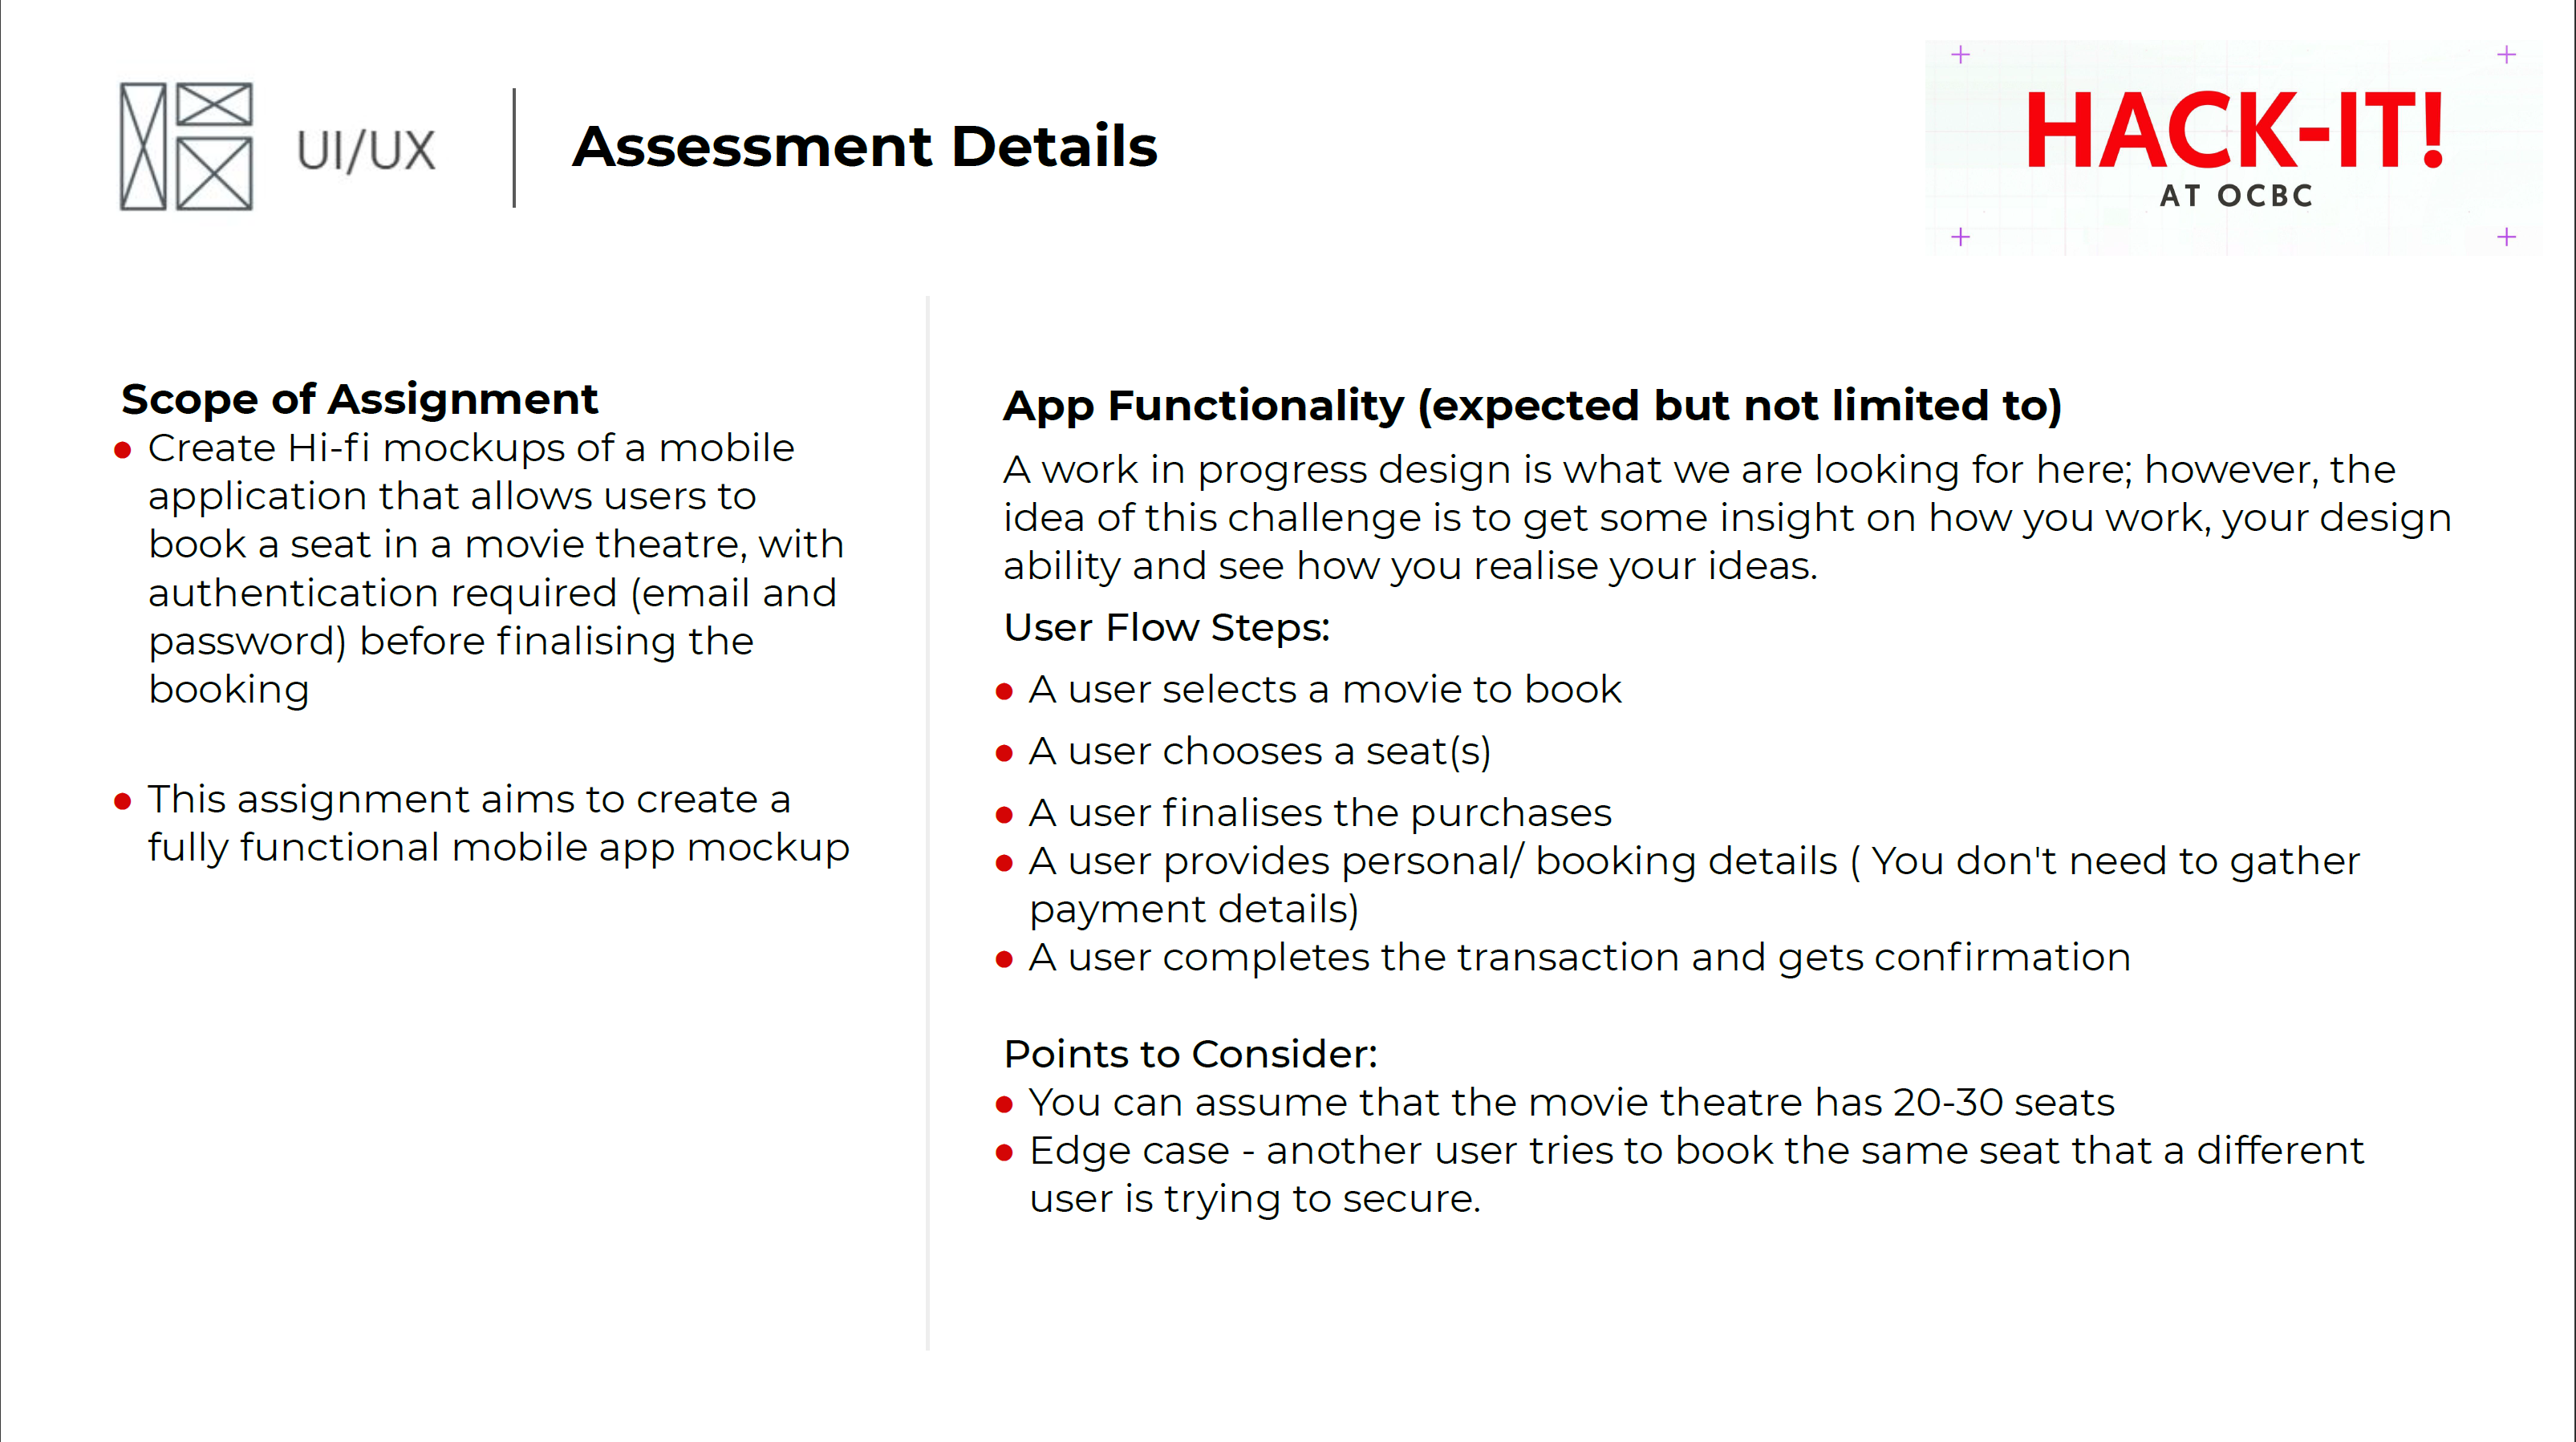 UI/UX
Assessment Details
HACK-IT!
AT OCBC
Scope of Assignment
● Create Hi-fi mockups of a mobile
application that allows users to
book a seat in a movie theatre, with
authentication required (email and
password) before finalising the
booking
● This assignment aims to create a
fully functional mobile app mockup
App Functionality (expected but not limited to)
A work in progress design is what we are looking for here; however, the
idea of this challenge is to get some insight on how you work, your design
ability and see how you realise your ideas.
User Flow Steps:
● A user selects a movie to book
● A user chooses a seat(s)
● A user finalises the purchases
● A user provides personal/ booking details ( You don't need to gather
payment details)
● A user completes the transaction and gets confirmation
Points to Consider:
● You can assume that the movie theatre has 20-30 seats
● Edge case - another user tries to book the same seat that a different
user is trying to secure.